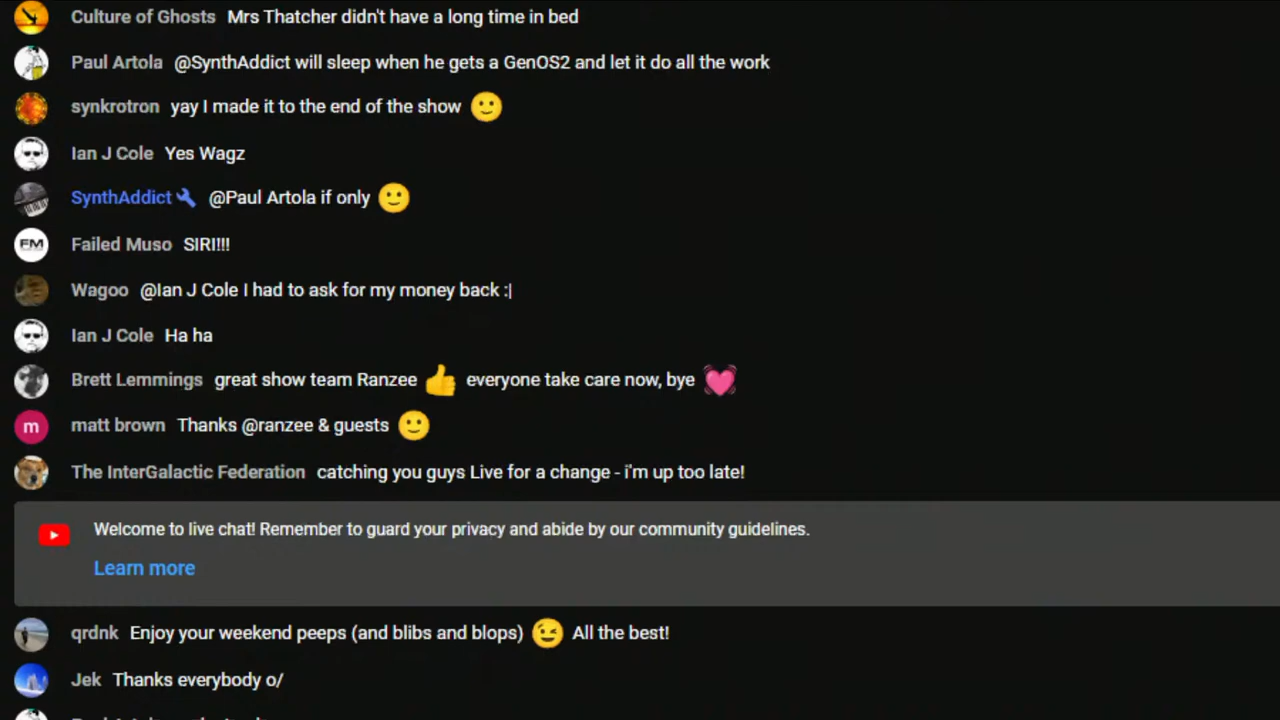 Culture of Ghosts Mrs Thatcher didn't have a long time in bed
Paul Artola @SynthAddict will sleep when he gets a GenOS2 and let it do all the work
synkrotron yay I made it to the end of the show 🙂
Ian J Cole Yes Wagz
SynthAddict @Paul Artola if only 🙂
FM Failed Muso SIRI!!!
Wagoo @Ian J Cole I had to ask for my money back :|
Ian J Cole Ha ha
Brett Lemmings great show team Ranzee 👍 everyone take care now, bye 💓
m matt brown Thanks @ranzee & guests 🙂
The InterGalactic Federation catching you guys Live for a change - i'm up too late!
Welcome to live chat! Remember to guard your privacy and abide by our community guidelines.
Learn more
qrdnk Enjoy your weekend peeps (and blibs and blops) 😉 All the best!
Jek Thanks everybody o/